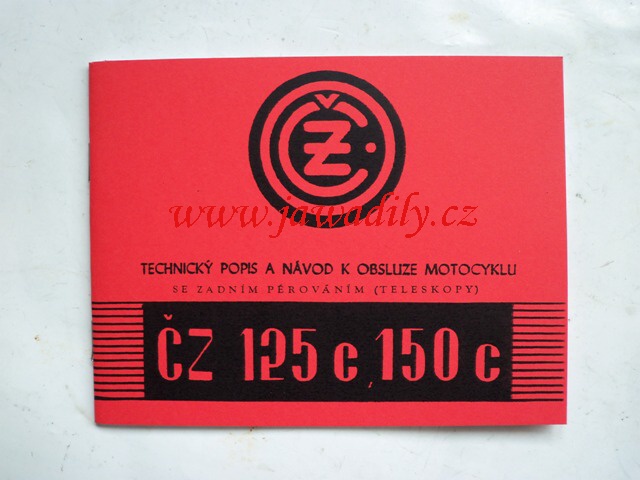 ČZ
www.jawadily.cz
TECHNICKÝ POPIS A NÁVOD K OBSLUZE MOTOCYKLU
SE ZADNÍM PÉROVÁNÍM (TELESKOPY)
ČZ 125 c, 150 c